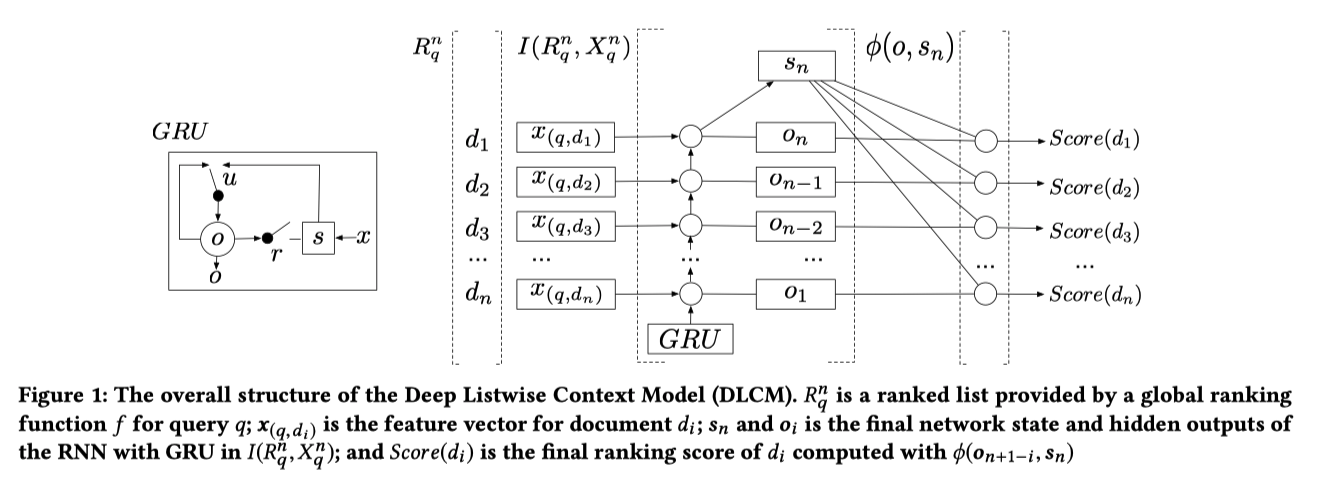 R_q^n I(R_q^n, X_q^n) s_n ϕ(o, s_n)
GRU
u
o r s x
o
d_1 x_(q,d_1) o_n Score(d_1)
d_2 x_(q,d_2) o_{n−1} Score(d_2)
d_3 x_(q,d_3) o_{n−2} Score(d_3)
... ... ... ... ... ...
d_n x_(q,d_n) o_1 Score(d_n)
GRU
Figure 1: The overall structure of the Deep Listwise Context Model (DLCM). R_q^n is a ranked list provided by a global ranking
function f for query q; x_(q,d_i) is the feature vector for document d_i; s_n and o_i is the final network state and hidden outputs of
the RNN with GRU in I(R_q^n, X_q^n); and Score(d_i) is the final ranking score of d_i computed with ϕ(o_{n+1−i}, s_n)